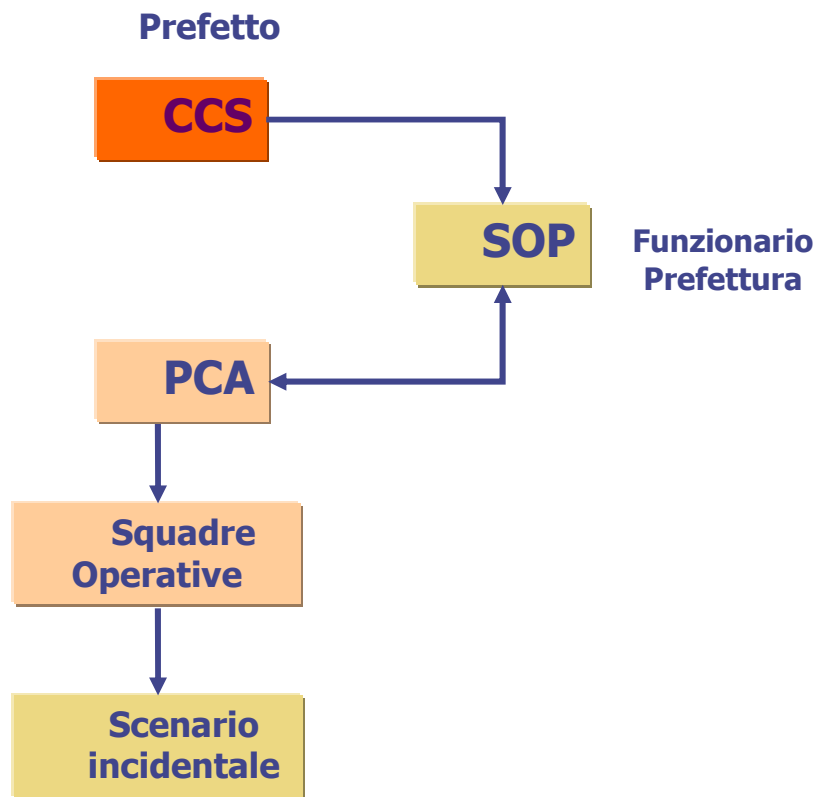 Prefetto
CCS
SOP
Funzionario
Prefettura
PCA
Squadre
Operative
Scenario
incidentale